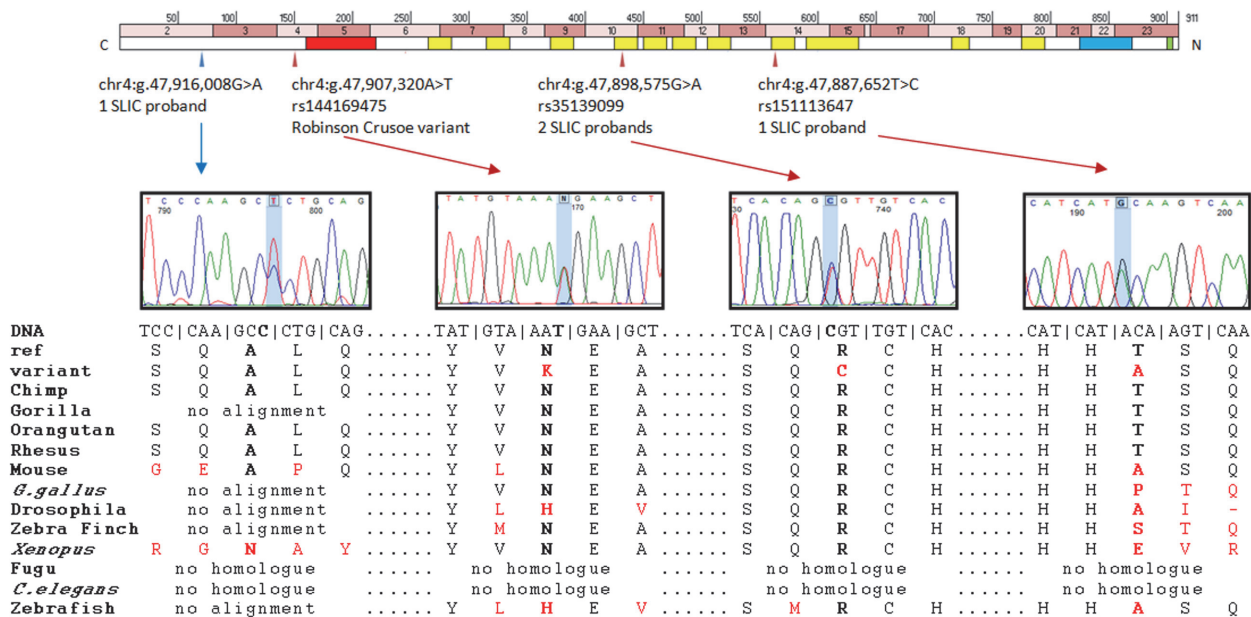 50 100 150 200 250 300 350 400 450 500 550 600 650 700 750 800 850 900 911
2 3 4 5 6 7 8 9 10 11 12 13 14 15 16 17 18 19 20 21 22 23
C N
chr4:g.47,916,008G>A chr4:g.47,907,320A>T chr4:g.47,898,575G>A chr4:g.47,887,652T>C
1 SLIC proband rs144169475 rs35139099 rs151113647
Robinson Crusoe variant 2 SLIC probands 1 SLIC proband
T C C C A A G C T C T G C A G T A T G T A A A N G A A G C T T C A C A G C G T T G T C A C C A T C A T G C A A G T C A A
790 800 170 30 740 190 200
DNA TCC|CAA|GCC|CTG|CAG...... TAT|GTA|AAT|GAA|GCT...... TCA|CAG|CGT|TGT|CAC...... CAT|CAT|ACA|AGT|CAA
ref S Q A L Q ...... Y V N E A ...... S Q R C H ...... H H T S Q
variant S Q A L Q ...... Y V K E A ...... S Q C C H ...... H H A S Q
Chimp S Q A L Q ...... Y V N E A ...... S Q R C H ...... H H T S Q
Gorilla no alignment ...... Y V N E A ...... S Q R C H ...... H H T S Q
Orangutan S Q A L Q ...... Y V N E A ...... S Q R C H ...... H H T S Q
Rhesus S Q A L Q ...... Y V N E A ...... S Q R C H ...... H H T S Q
Mouse G E A P Q ...... Y L N E A ...... S Q R C H ...... H H A S Q
G.gallus no alignment ...... Y V N E A ...... S Q R C H ...... H H P T Q
Drosophila no alignment ...... Y L H E V ...... S Q R C H ...... H H A I -
Zebra Finch no alignment ...... Y M N E A ...... S Q R C H ...... H H S T Q
Xenopus R G N A Y ...... Y V N E A ...... S Q R C H ...... H H E V R
Fugu no homologue ...... no homologue ...... no homologue ...... no homologue
C.elegans no homologue ...... no homologue ...... no homologue ...... no homologue
Zebrafish no alignment ...... Y L H E V ...... S M R C H ...... H H A S Q